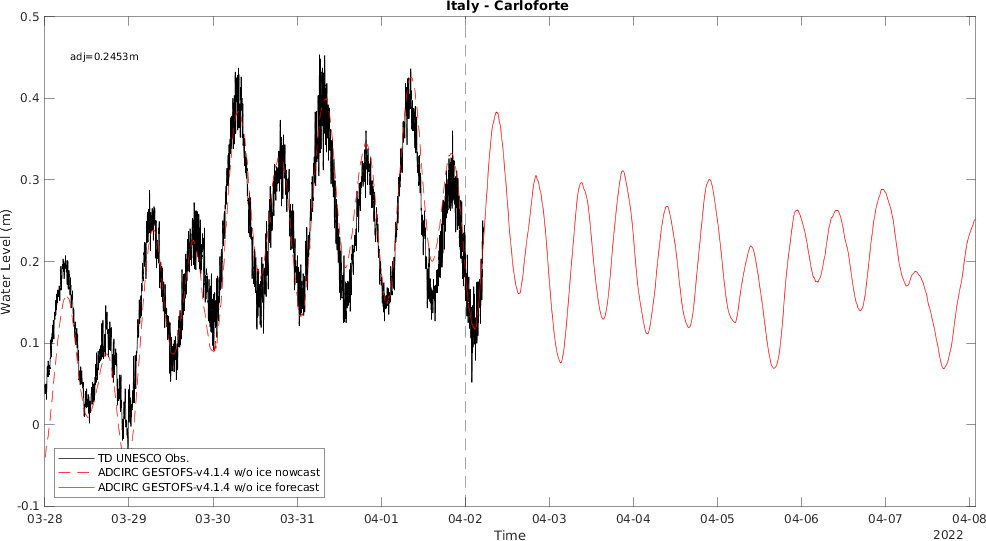 Italy - Carloforte
adj=0.2453m
0.5
0.4
0.3
0.2
0.1
0
-0.1
Water Level (m)
TD UNESCO Obs.
ADCIRC GESTOFS-v4.1.4 w/o ice nowcast
ADCIRC GESTOFS-v4.1.4 w/o ice forecast
03-28 03-29 03-30 03-31 04-01 04-02 04-03 04-04 04-05 04-06 04-07 04-08
Time
2022